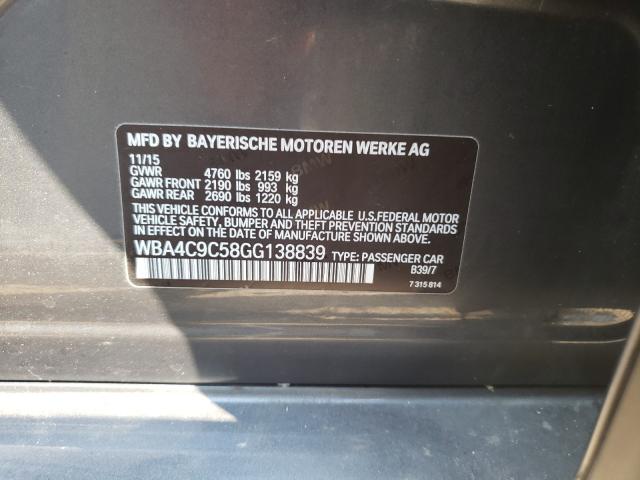 MFD BY BAYERISCHE MOTOREN WERKE AG
11/15
GVWR 4760 lbs 2159 kg
GAWR FRONT 2190 lbs 993 kg
GAWR REAR 2690 lbs 1220 kg
THIS VEHICLE CONFORMS TO ALL APPLICABLE U.S.FEDERAL MOTOR
VEHICLE SAFETY, BUMPER AND THEFT PREVENTION STANDARDS
IN EFFECT ON THE DATE OF MANUFACTURE SHOWN ABOVE.
WBA4C9C58GG138839 TYPE: PASSENGER CAR
B39/7
7 315 814